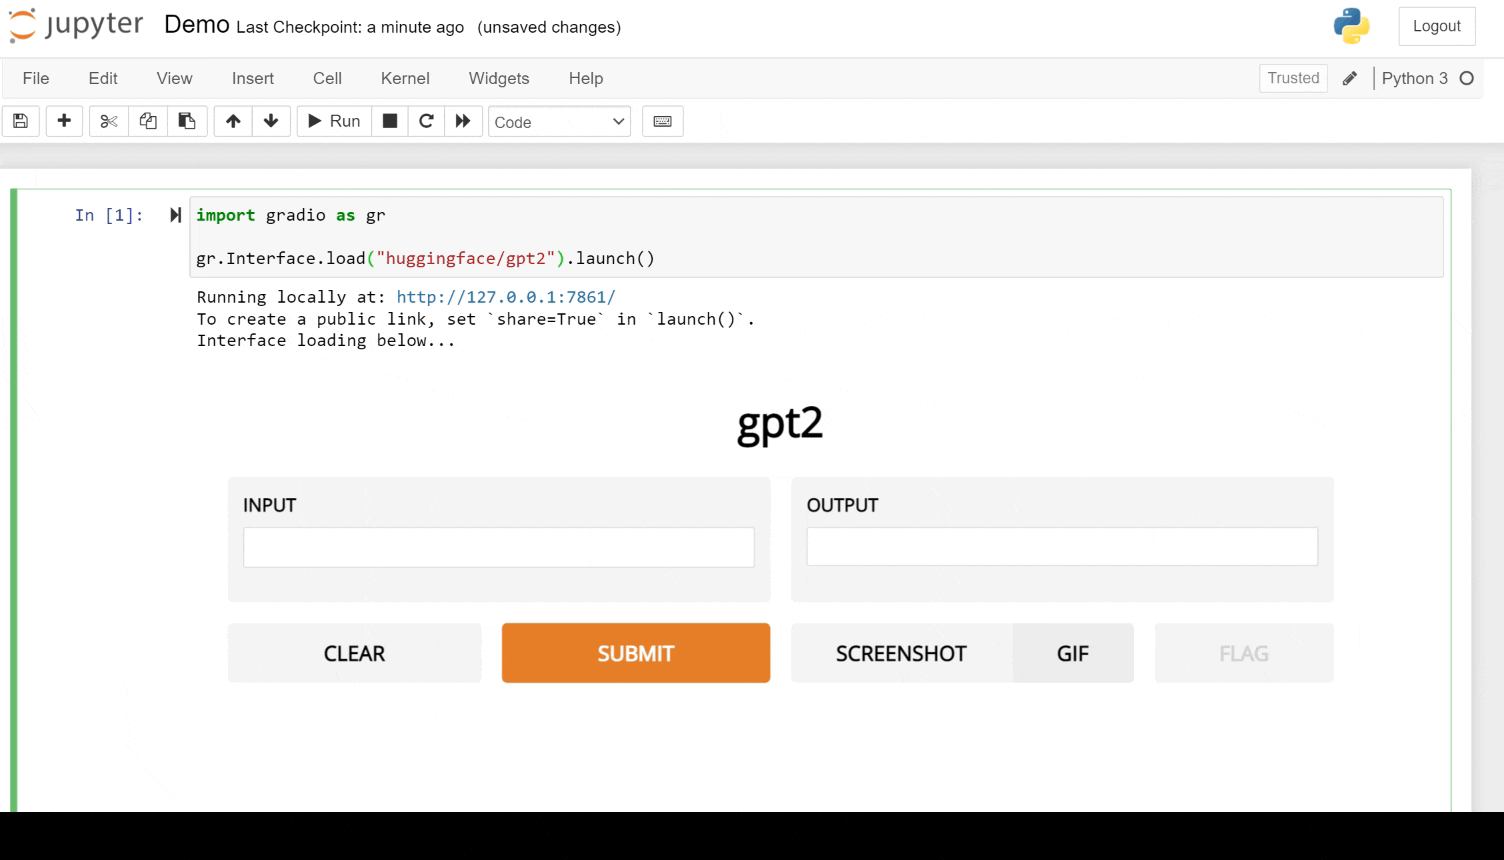 jupyter Demo Last Checkpoint: a minute ago (unsaved changes) Logout
File Edit View Insert Cell Kernel Widgets Help Trusted Python 3
Run Code
In [1]: import gradio as gr
gr.Interface.load("huggingface/gpt2").launch()
Running locally at: http://127.0.0.1:7861/
To create a public link, set `share=True` in `launch()`.
Interface loading below...
gpt2
INPUT OUTPUT
CLEAR SUBMIT SCREENSHOT GIF FLAG